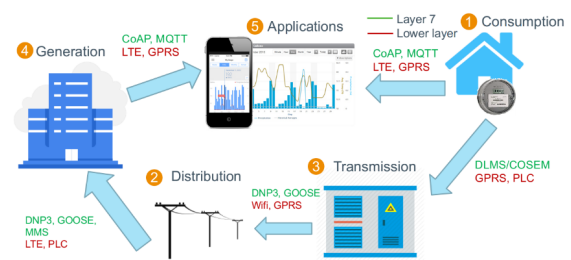 5 Applications
Layer 7
Lower layer
1 Consumption
4 Generation
CoAP, MQTT
LTE, GPRS
CoAP, MQTT
LTE, GPRS
DLMS/COSEM
GPRS, PLC
3 Transmission
2 Distribution
DNP3, GOOSE
Wifi, GPRS
DNP3, GOOSE,
MMS
LTE, PLC